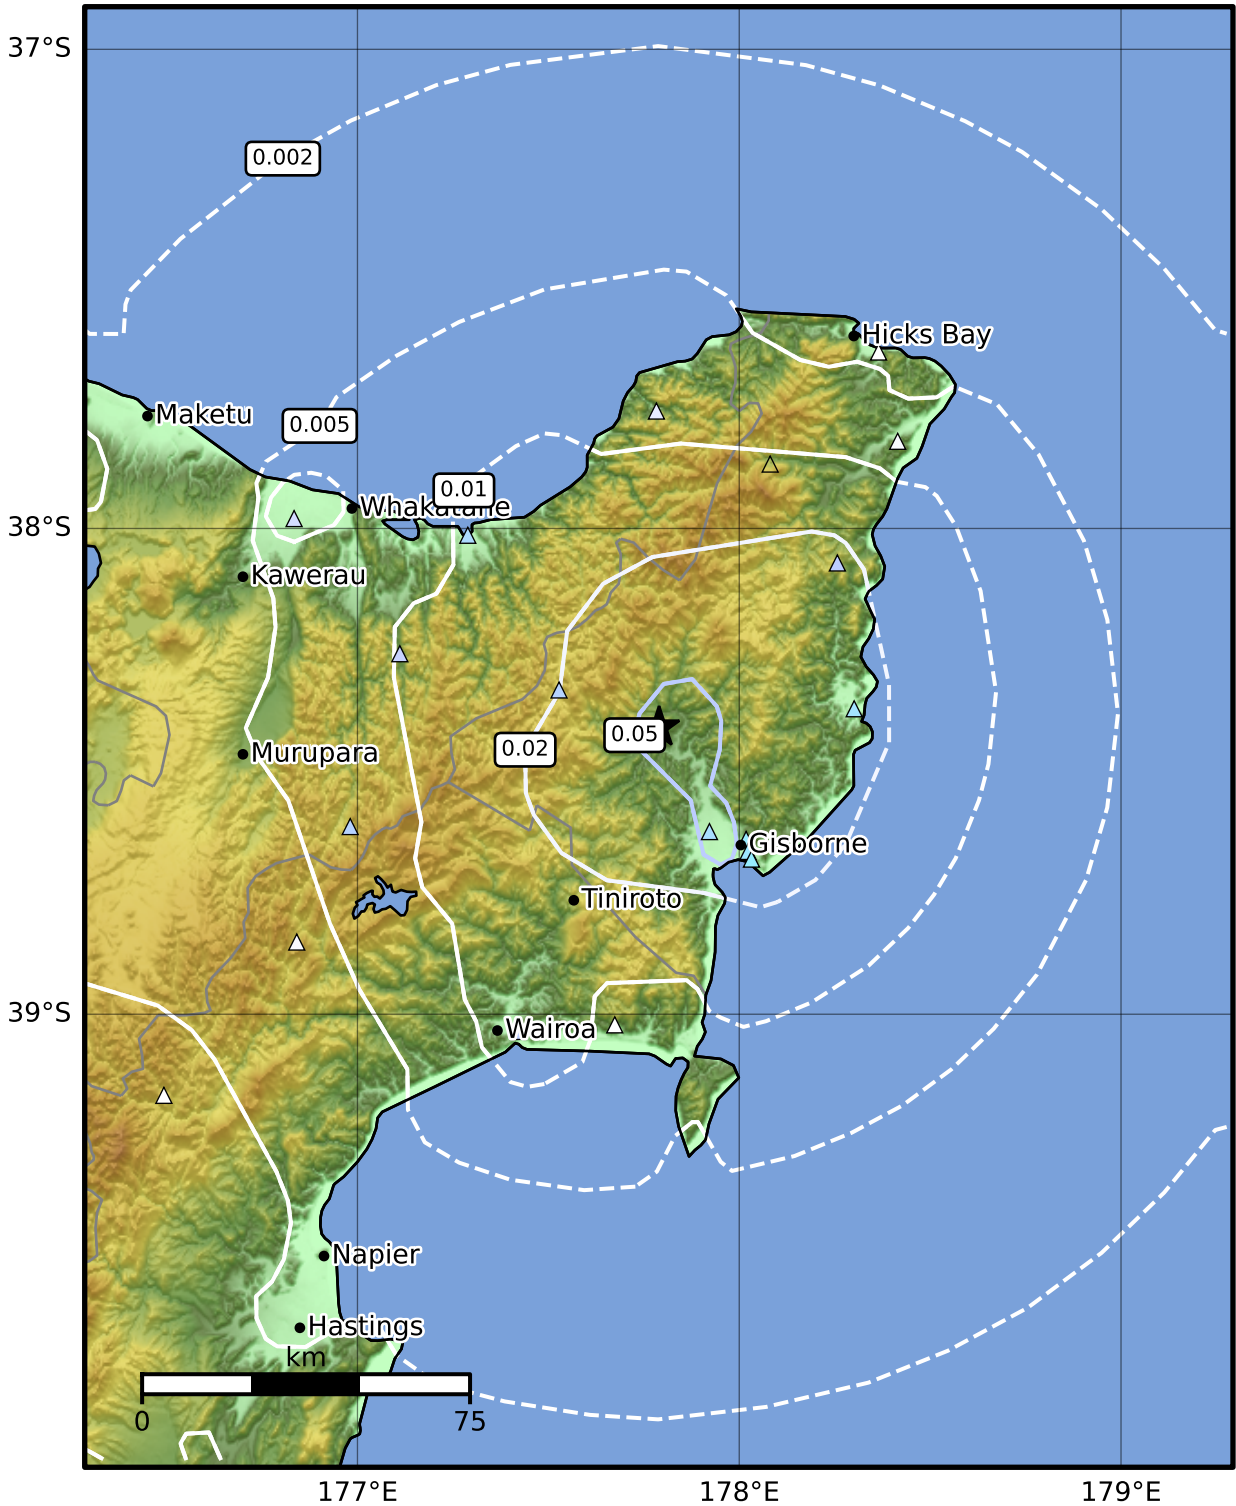 37°S
0.002
Hicks Bay
Maketu
0.005
0.01
Whakatane
38°S
Kawerau
0.05
0.02
Murupara
Gisborne
Tiniroto
39°S
Wairoa
Napier
Hastings
km
0 75
177°E 178°E 179°E